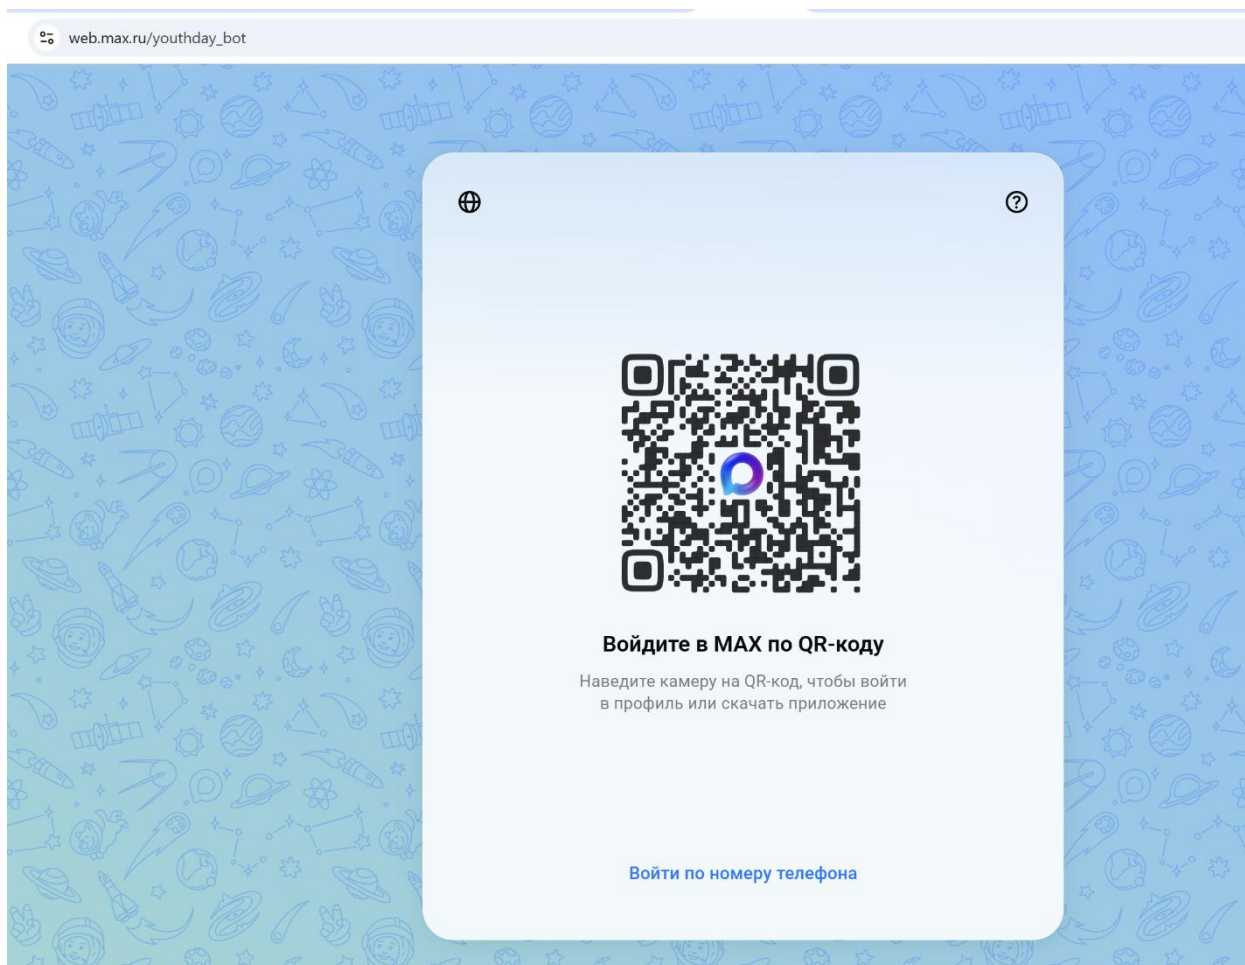 web.max.ru/youthday_bot
Войдите в MAX по QR-коду
Наведите камеру на QR-код, чтобы войти
в профиль или скачать приложение
Войти по номеру телефона